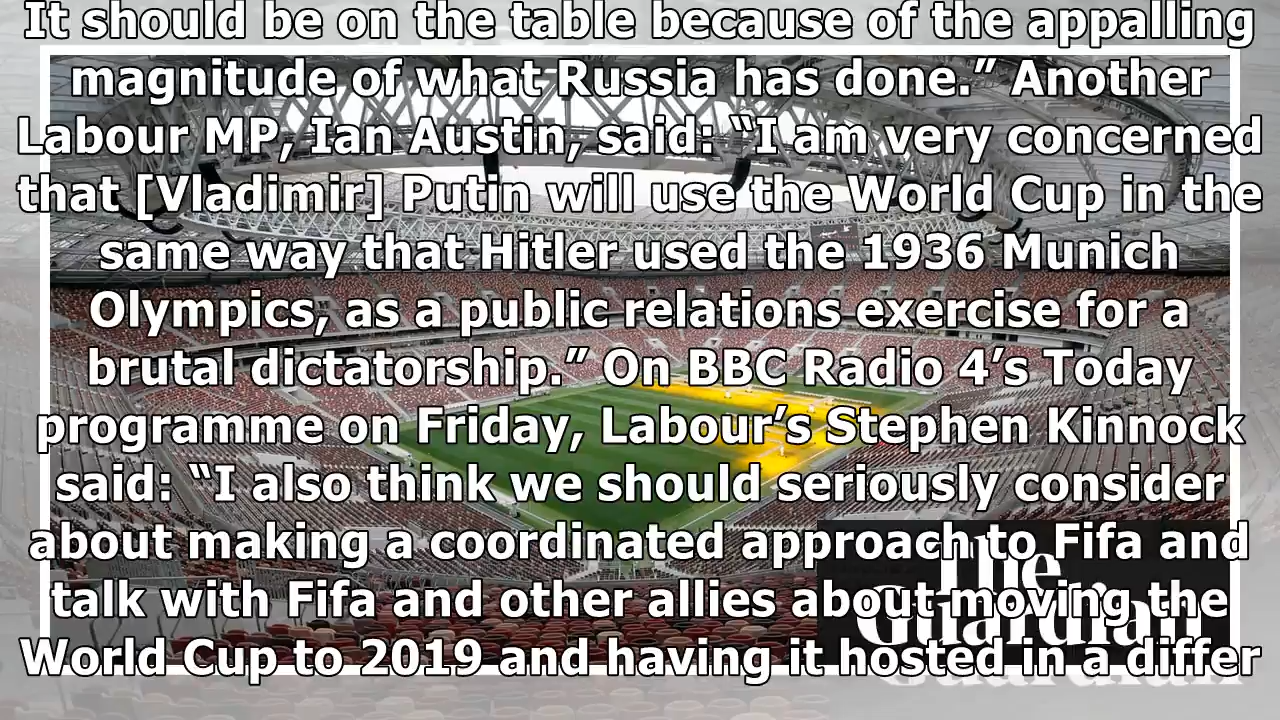 It should be on the table because of the appalling
magnitude of what Russia has done.” Another
Labour MP, Ian Austin, said: “I am very concerned
that [Vladimir] Putin will use the World Cup in the
same way that Hitler used the 1936 Munich
Olympics, as a public relations exercise for a
brutal dictatorship.” On BBC Radio 4’s Today
programme on Friday, Labour’s Stephen Kinnock
said: “I also think we should seriously consider
about making a coordinated approach to Fifa and
talk with Fifa and other allies about moving the
World Cup to 2019 and having it hosted in a differ
The
Guardian